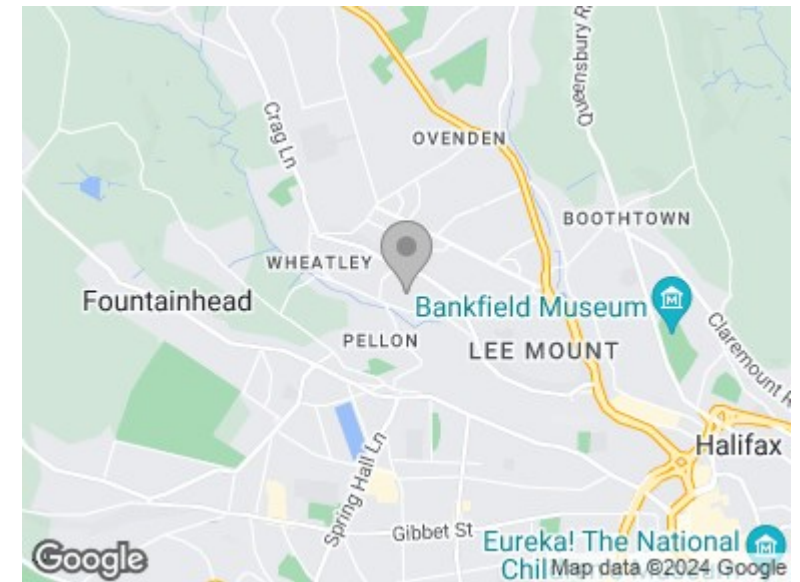 Queensbury R
Crag Ln
OVENDEN
BOOTHTOWN
WHEATLEY
Fountainhead
Bankfield Museum
M
PELLON
LEE MOUNT
Claremount R
Halifax
Spring Hall Ln
Gibbet St
Eureka! The National
Chil
M
Google
Map data ©2024 Google